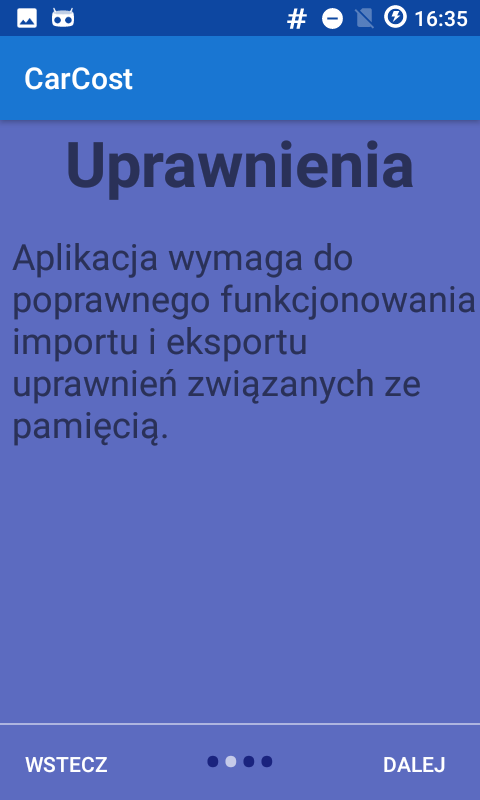 16:35
CarCost
Uprawnienia
Aplikacja wymaga do
poprawnego funkcjonowania
importu i eksportu
uprawnień związanych ze
pamięcią.
WSTECZ
DALEJ